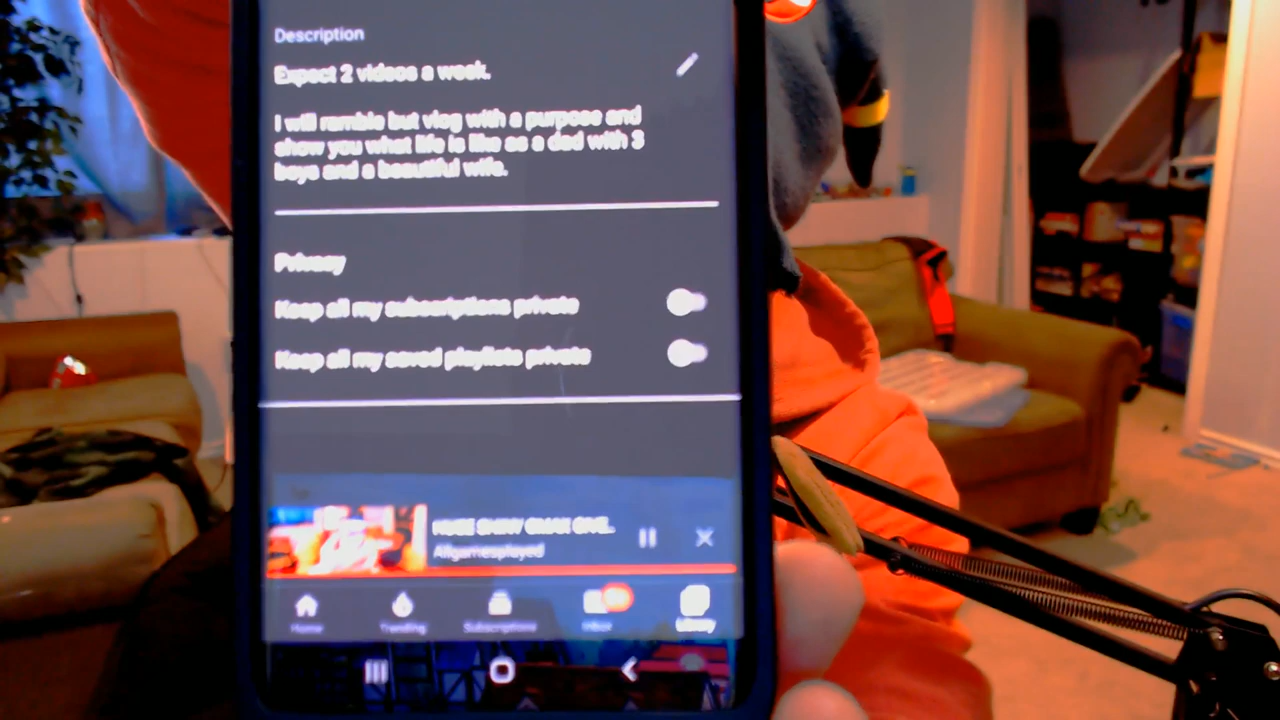 Description
Expect 2 videos a week.
I will ramble but vlog with a purpose and
show you what life is like as a dad with 3
boys and a beautiful wife.
Privacy
Keep all my subscriptions private
Keep all my saved playlists private
HUGE SHOW
Allgamesplayed
Home
Trending
Subscriptions
Inbox
Library